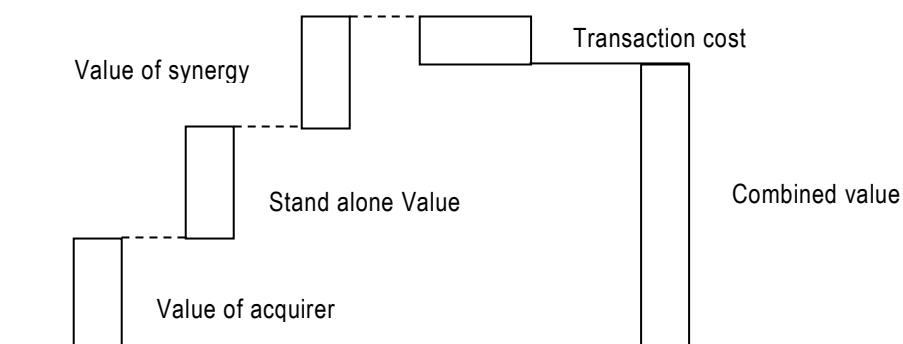 Transaction cost
Value of synergy
Stand alone Value
Combined value
Value of acquirer